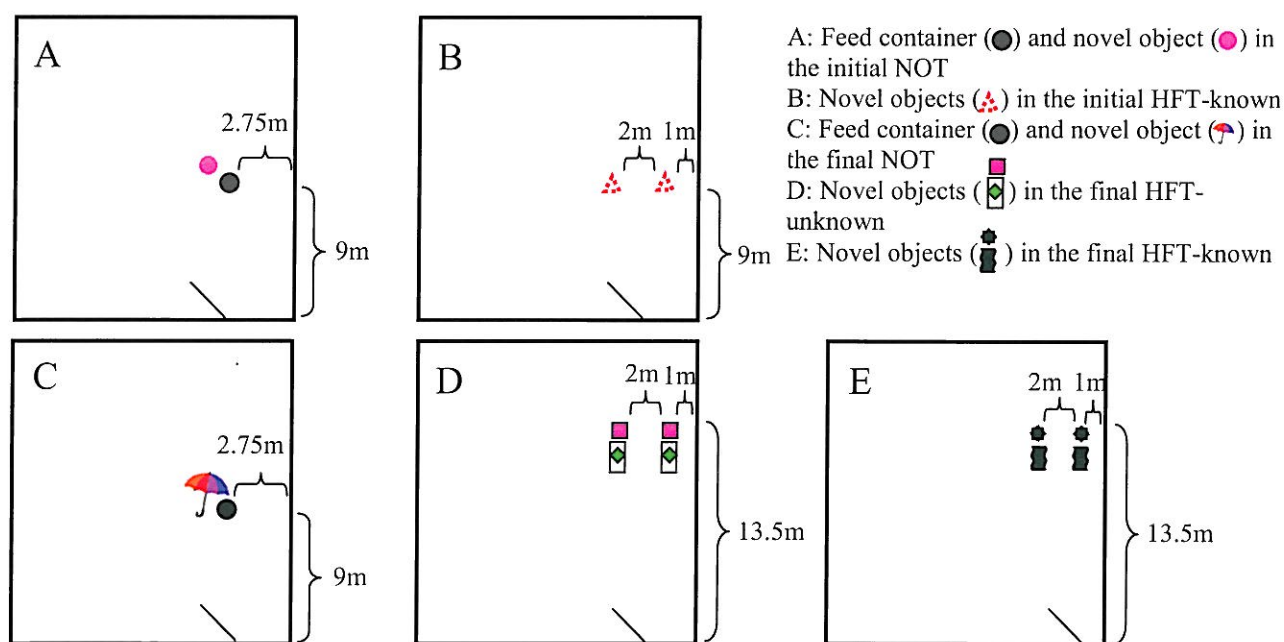 A
2.75m
9m
B
2m 1m
9m
A: Feed container ( ) and novel object ( ) in
the initial NOT
B: Novel objects ( ) in the initial HFT-known
C: Feed container ( ) and novel object ( ) in
the final NOT
D: Novel objects ( ) in the final HFT-
unknown
E: Novel objects ( ) in the final HFT-known
C
2.75m
9m
D
2m 1m
13.5m
E
2m 1m
13.5m